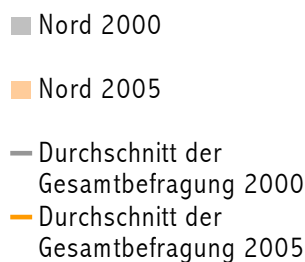 Nord 2000
Nord 2005
Durchschnitt der
Gesamtbefragung 2000
Durchschnitt der
Gesamtbefragung 2005